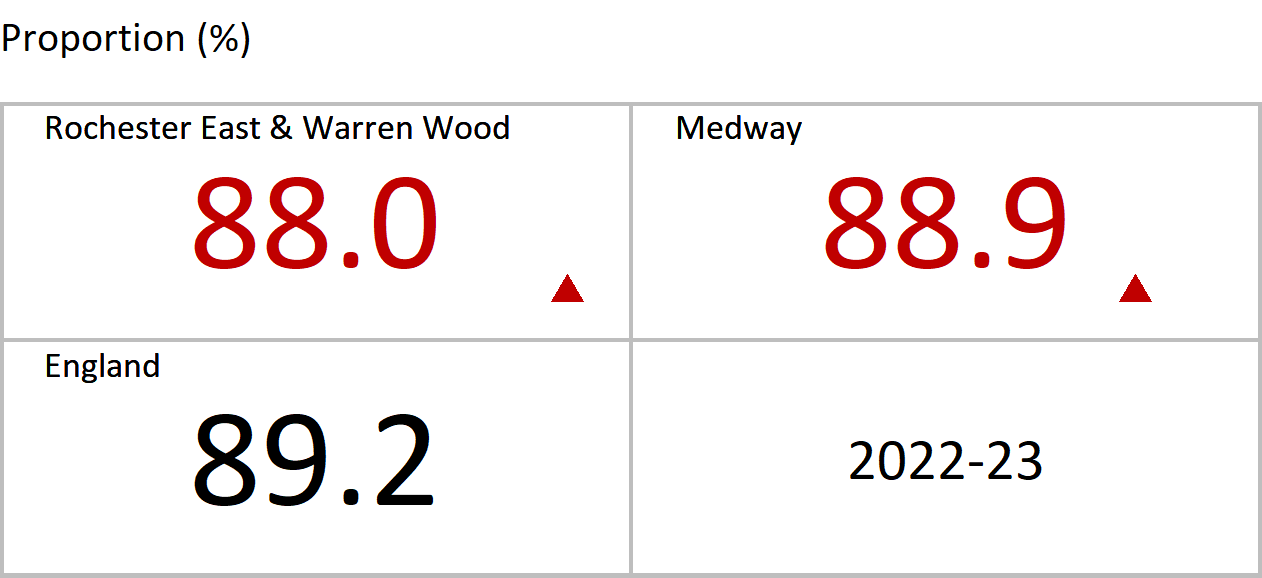 Proportion (%)
Rochester East & Warren Wood
88.0
Medway
88.9
England
89.2
2022-23